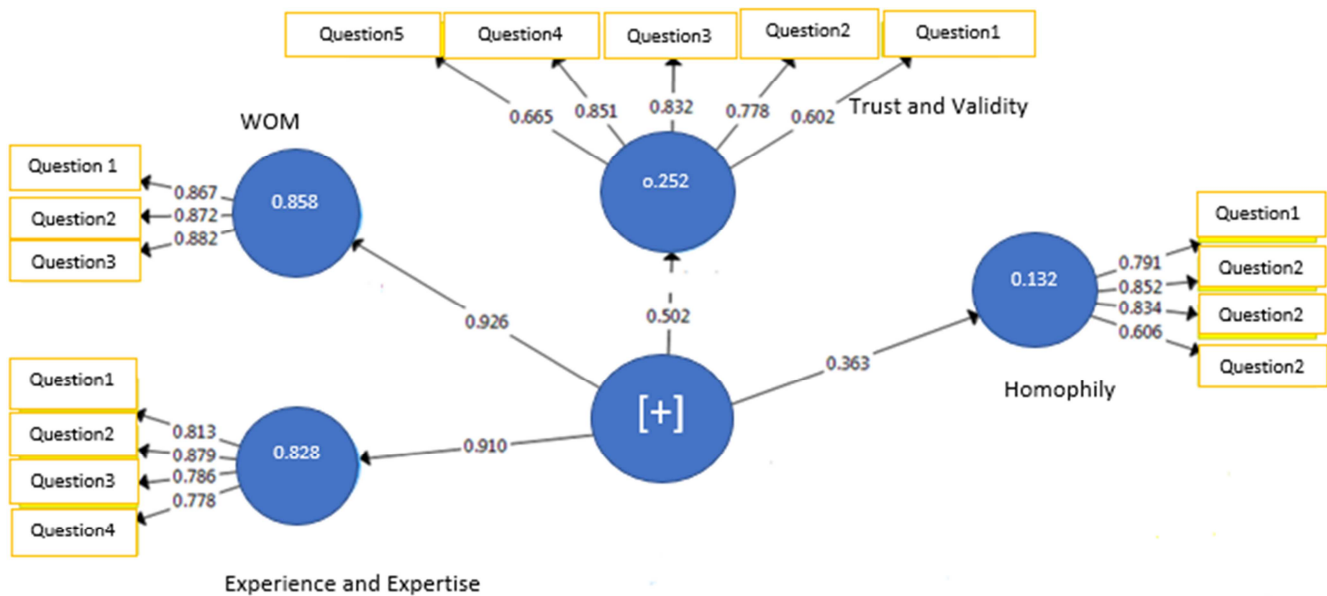 Question5
Question4
Question3
Question2
Question1
0.665
0.851
0.832
0.778
0.602
Trust and Validity
o.252
WOM
Question 1
Question2
Question3
0.867
0.872
0.882
0.858
Question1
Question2
Question2
Question2
0.791
0.852
0.834
0.606
0.132
Homophily
0.926
0.502
0.363
0.910
[+]
Question1
Question2
Question3
Question4
0.813
0.879
0.786
0.778
0.828
Experience and Expertise